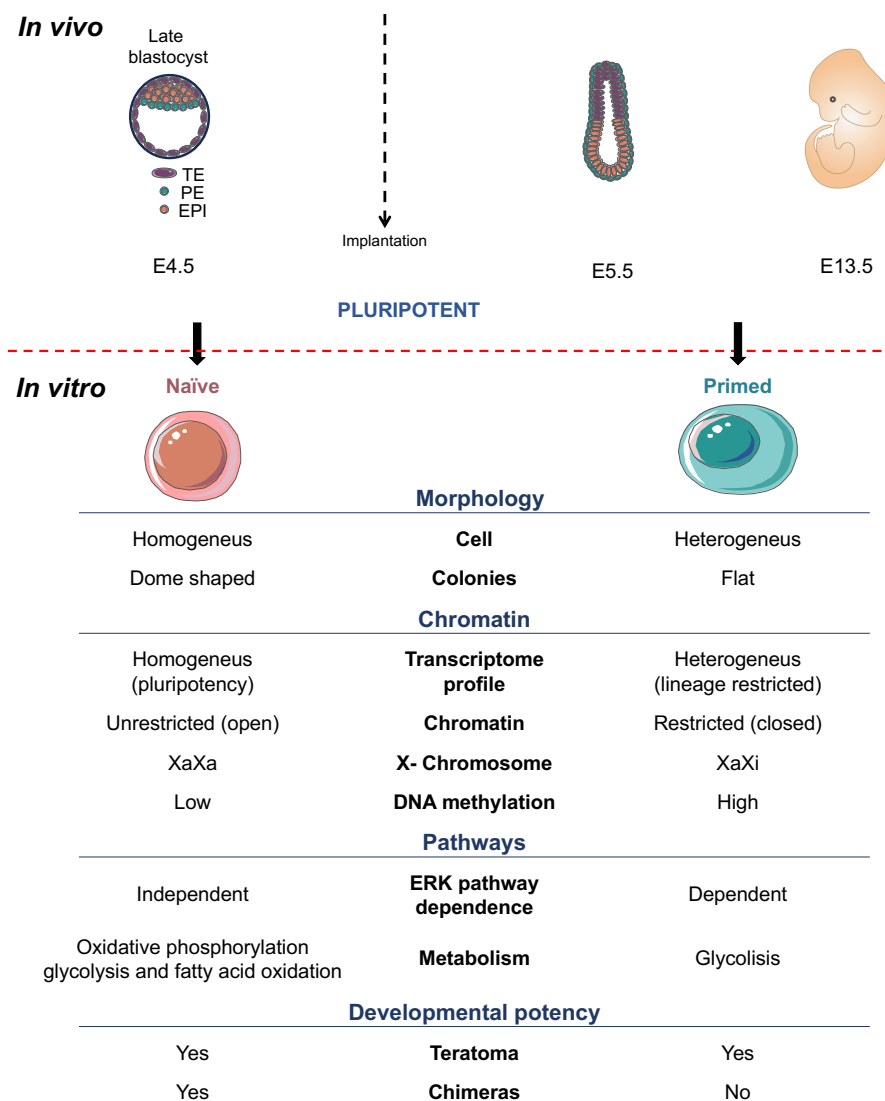 In vivo
Late
blastocyst
TE
PE
EPI
Implantation
E4.5
E5.5
E13.5
PLURIPOTENT
In vitro
Naïve
Primed
Morphology
Homogeneus
Cell
Heterogeneus
Dome shaped
Colonies
Flat
Chromatin
Homogeneus
(pluripotency)
Transcriptome
profile
Heterogeneus
(lineage restricted)
Unrestricted (open)
Chromatin
Restricted (closed)
XaXa
X- Chromosome
XaXi
Low
DNA methylation
High
Pathways
Independent
ERK pathway
dependence
Dependent
Oxidative phosphorylation
glycolysis and fatty acid oxidation
Metabolism
Glycolisis
Developmental potency
Yes
Teratoma
Yes
Yes
Chimeras
No